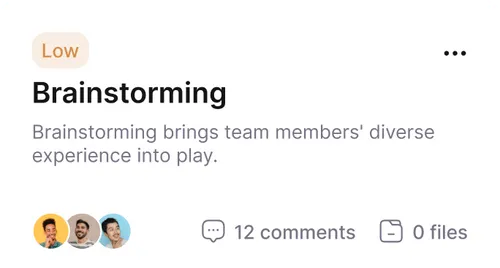 Low
Brainstorming
Brainstorming brings team members' diverse
experience into play.
12 comments 0 files